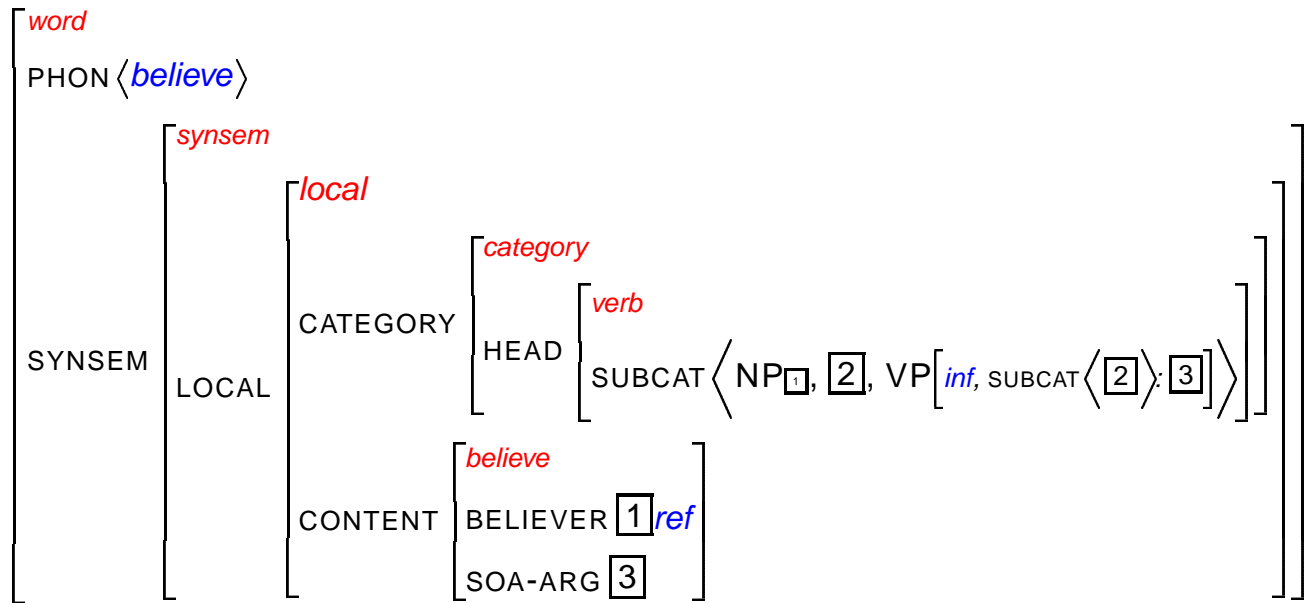 word
PHON ⟨believe⟩
synsem
local
category
verb
CATEGORY
HEAD
SYNSEM
SUBCAT ⟨NP1, 2, VP[inf, SUBCAT⟨2⟩: 3]⟩
LOCAL
believe
CONTENT
BELIEVER 1 ref
SOA-ARG 3